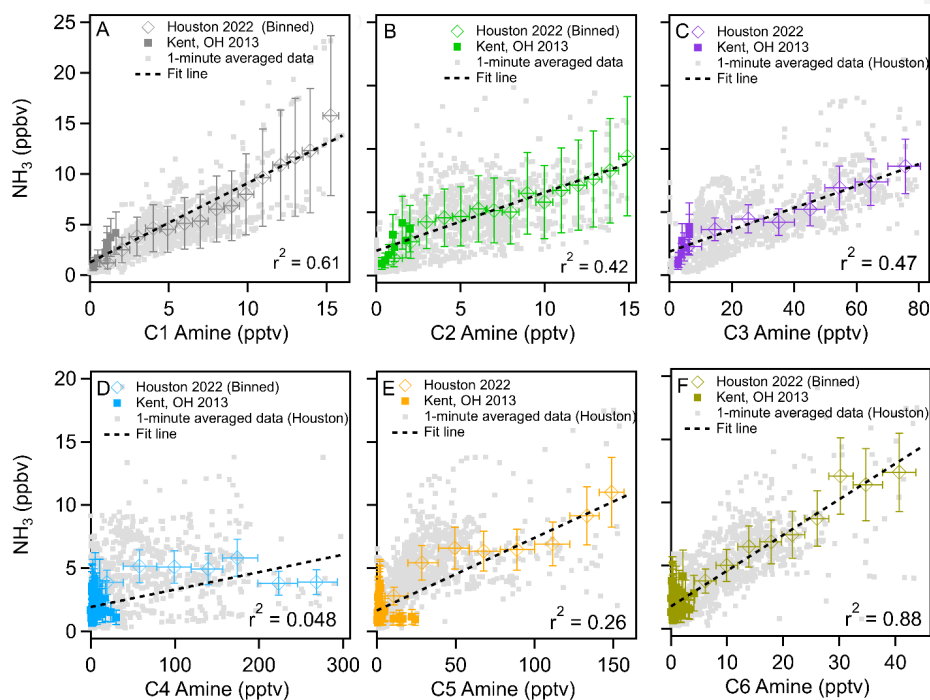 A
Houston 2022 (Binned)
Kent, OH 2013
1-minute averaged data
Fit line
NH3 (ppbv)
25
20
15
10
5
0
r2 = 0.61
0 5 10 15
C1 Amine (pptv)
B
Houston 2022 (Binned)
Kent, OH 2013
1-minute averaged data
Fit line
r2 = 0.42
0 5 10 15
C2 Amine (pptv)
C
Houston 2022 (Binned)
Kent, OH 2013
1-minute averaged data (Houston)
Fit line
r2 = 0.47
0 20 40 60 80
C3 Amine (pptv)
D
Houston 2022 (Binned)
Kent, OH 2013
1-minute averaged data (Houston)
Fit line
NH3 (ppbv)
20
15
10
5
0
r2 = 0.048
0 100 200 300
C4 Amine (pptv)
E
Houston 2022
Kent, OH 2013
1-minute averaged data (Houston)
Fit line
r2 = 0.26
0 50 100 150
C5 Amine (pptv)
F
Houston 2022 (Binned)
Kent, OH 2013
1-minute averaged data (Houston)
Fit line
r2 = 0.88
0 10 20 30 40
C6 Amine (pptv)